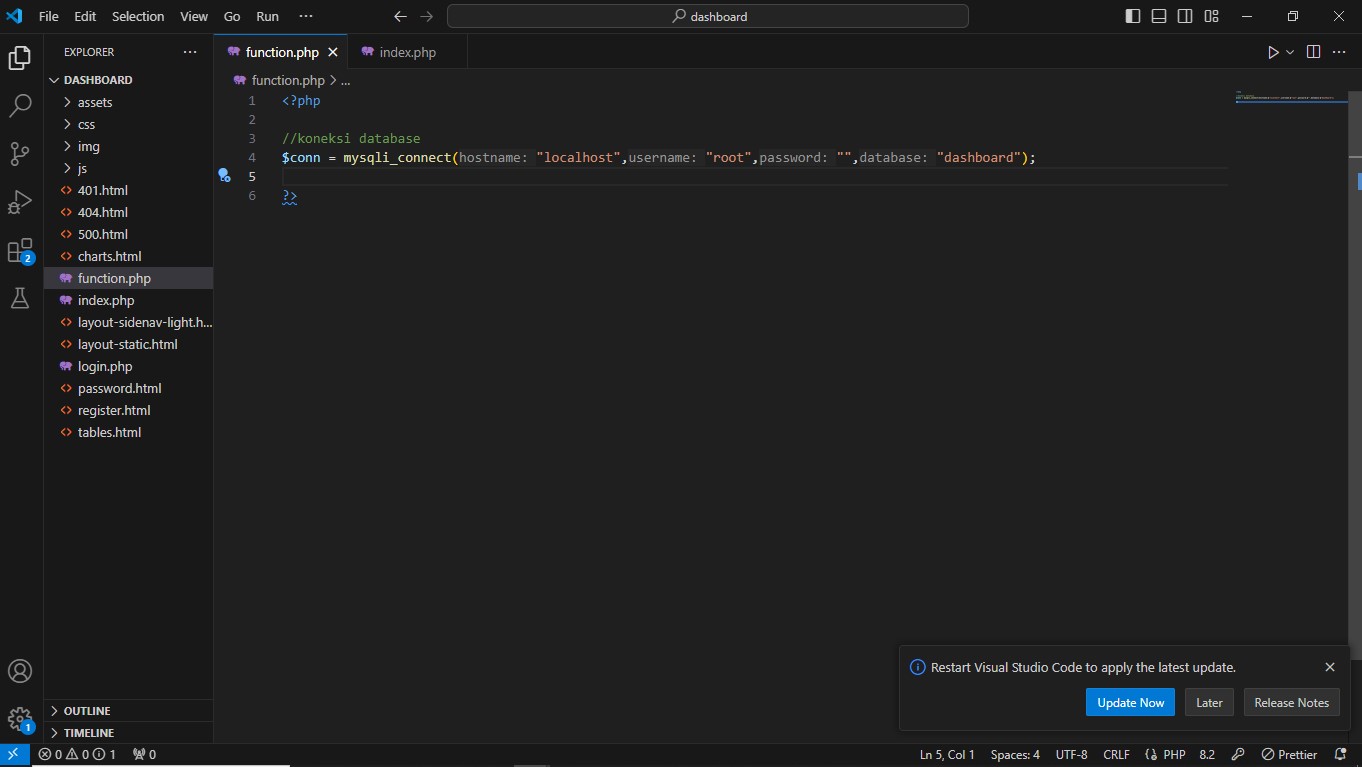 File Edit Selection View Go Run ··· dashboard
EXPLORER ···
function.php index.php
DASHBOARD
assets
css
img
js
401.html
404.html
500.html
charts.html
function.php
index.php
layout-sidenav-light.h...
layout-static.html
login.php
password.html
register.html
tables.html
OUTLINE
TIMELINE
function.php > ...
1 <?php
2
3 //koneksi database
4 $conn = mysqli_connect(hostname: "localhost",username: "root",password: "",database: "dashboard");
5
6 ?>
2
1
Restart Visual Studio Code to apply the latest update.
Update Now Later Release Notes
0 0 1 0 Ln 5, Col 1 Spaces: 4 UTF-8 CRLF {} PHP 8.2 Prettier